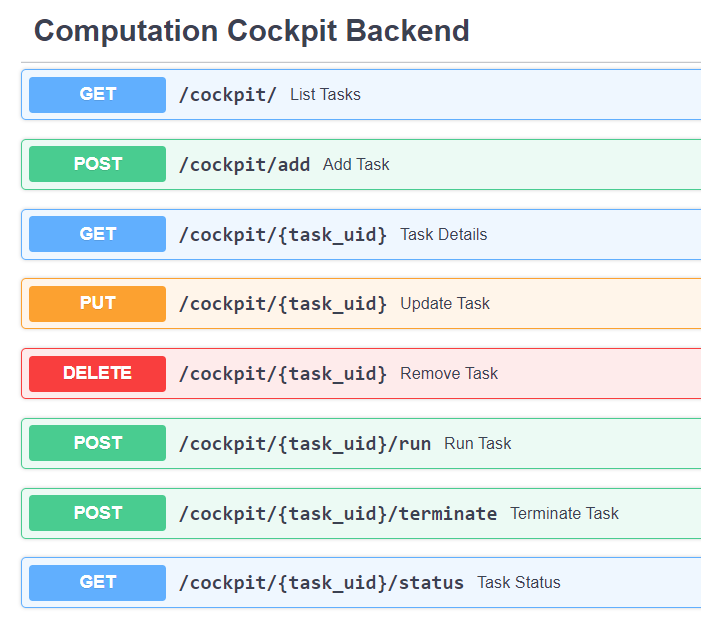 Computation Cockpit Backend
GET /cockpit/ List Tasks
POST /cockpit/add Add Task
GET /cockpit/{task_uid} Task Details
PUT /cockpit/{task_uid} Update Task
DELETE /cockpit/{task_uid} Remove Task
POST /cockpit/{task_uid}/run Run Task
POST /cockpit/{task_uid}/terminate Terminate Task
GET /cockpit/{task_uid}/status Task Status